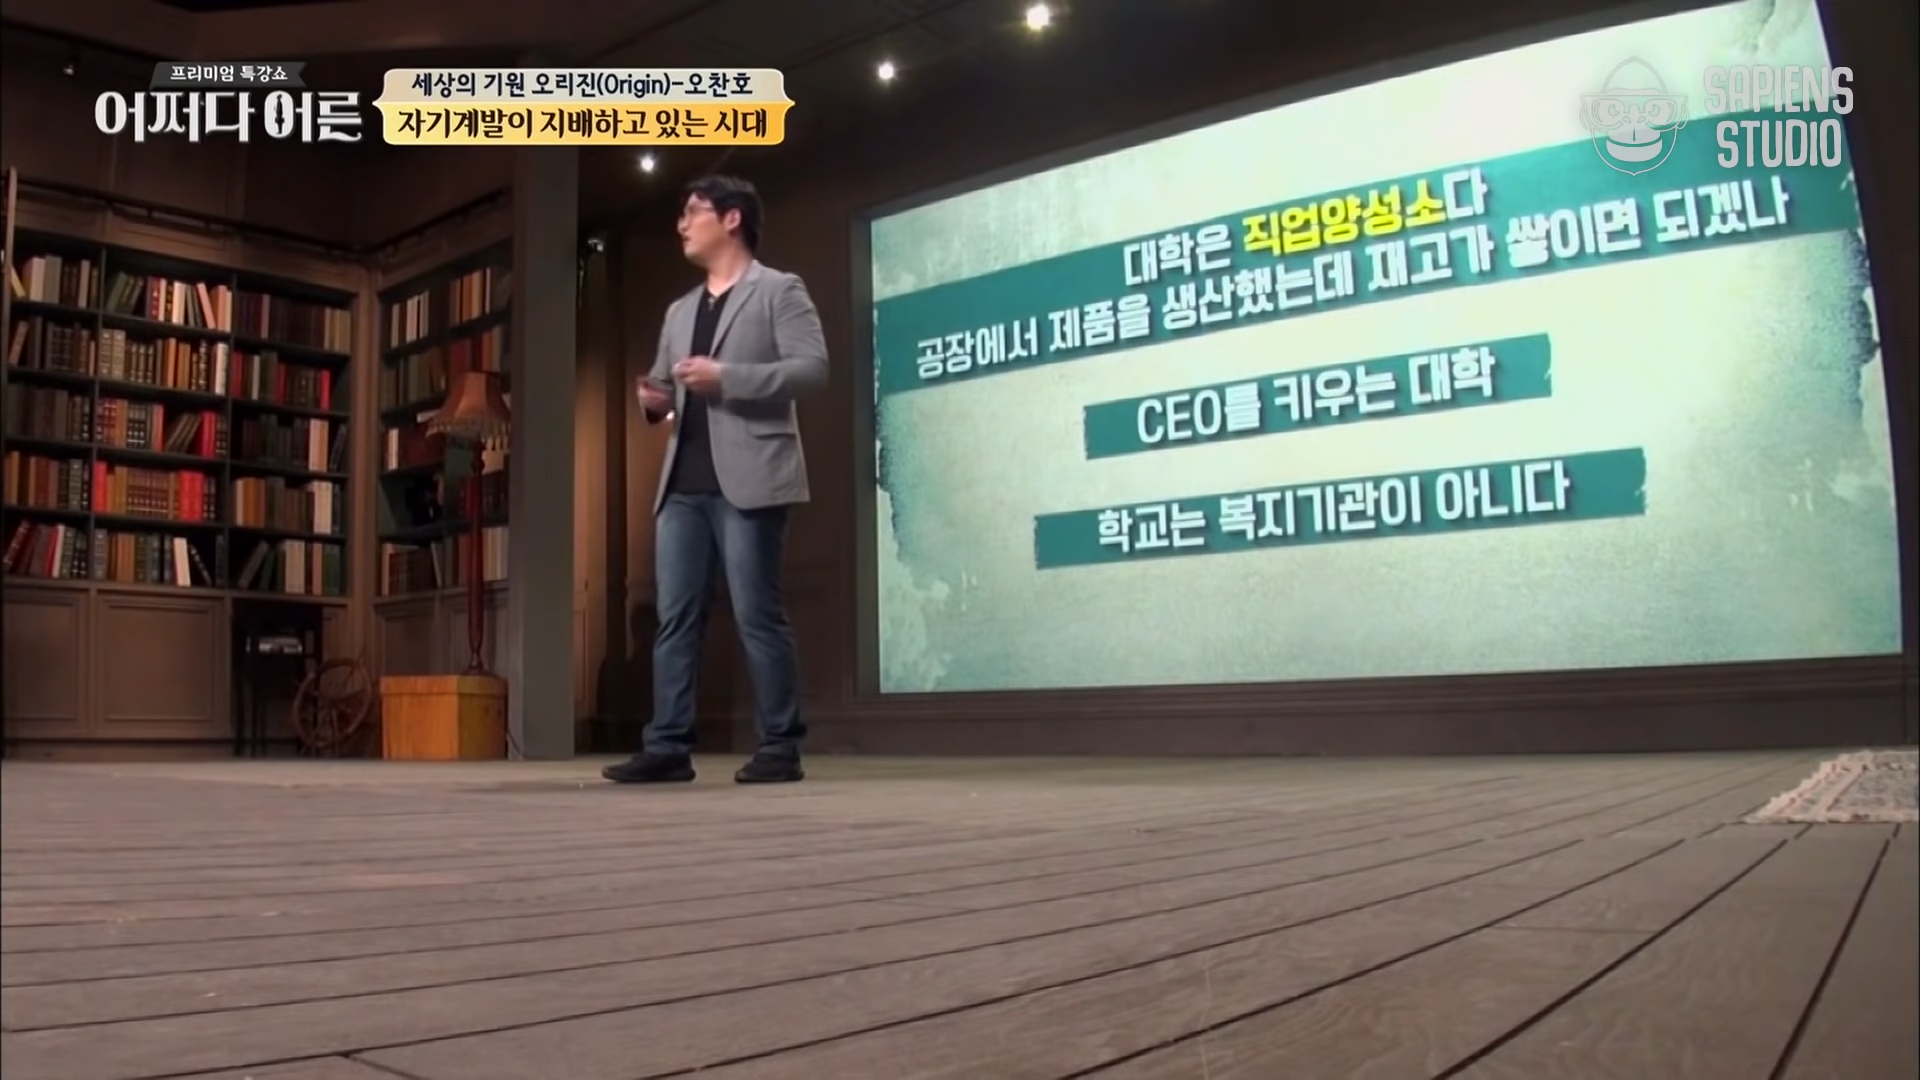 프리미엄 특강쇼
어쩌다 어른
세상의 기원 오리진(Origin)-오찬호
자기계발이 지배하고 있는 시대
SAPIENS
STUDIO
대학은 직업양성소다
공장에서 제품을 생산했는데 재고가 쌓이면 되겠나
CEO를 키우는 대학
학교는 복지기관이 아니다